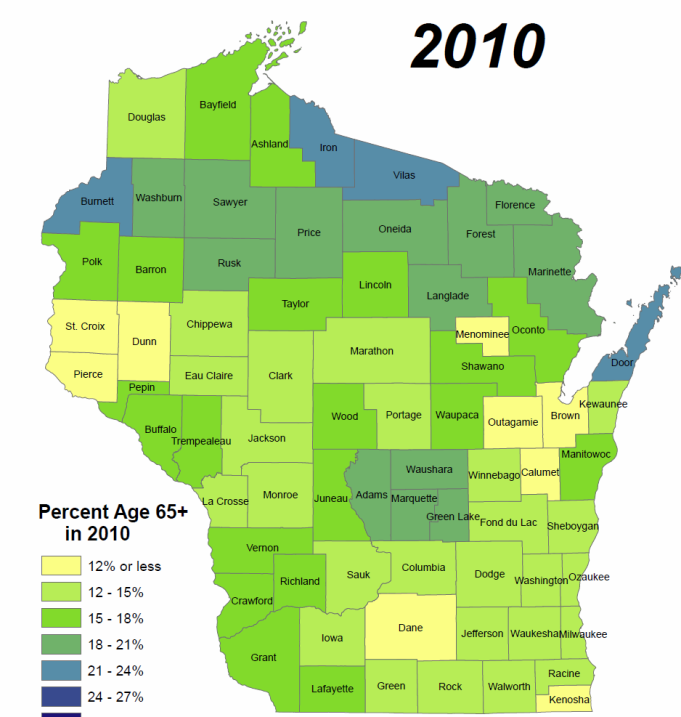 2010
Douglas
Bayfield
Ashland
Iron
Vilas
Burnett
Washburn
Sawyer
Price
Oneida
Forest
Florence
Marinette
Polk
Barron
Rusk
Taylor
Lincoln
Langlade
Oconto
Menominee
Door
St. Croix
Dunn
Chippewa
Marathon
Shawano
Pierce
Pepin
Eau Claire
Clark
Buffalo
Trempealeau
Jackson
Wood
Portage
Waupaca
Outagamie
Brown
Kewaunee
Manitowoc
La Crosse
Monroe
Juneau
Adams
Waushara
Marquette
Green Lake
Winnebago
Calumet
Fond du Lac
Sheboygan
Vernon
Richland
Crawford
Sauk
Columbia
Dodge
Washington
Ozaukee
Grant
Iowa
Dane
Jefferson
Waukesha
Milwaukee
Lafayette
Green
Rock
Walworth
Racine
Kenosha
Percent Age 65+
in 2010
12% or less
12 - 15%
15 - 18%
18 - 21%
21 - 24%
24 - 27%